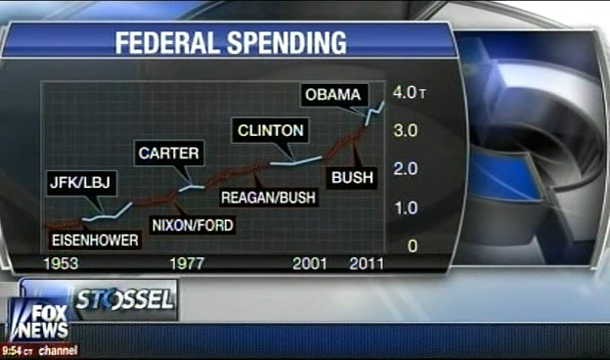 FEDERAL SPENDING
OBAMA
4.0 T
CLINTON
3.0
CARTER
JFK/LBJ
BUSH
2.0
REAGAN/BUSH
NIXON/FORD
1.0
EISENHOWER
0
1953 1977 2001 2011
STOSSEL
FOX
NEWS
channel
9:54 CT